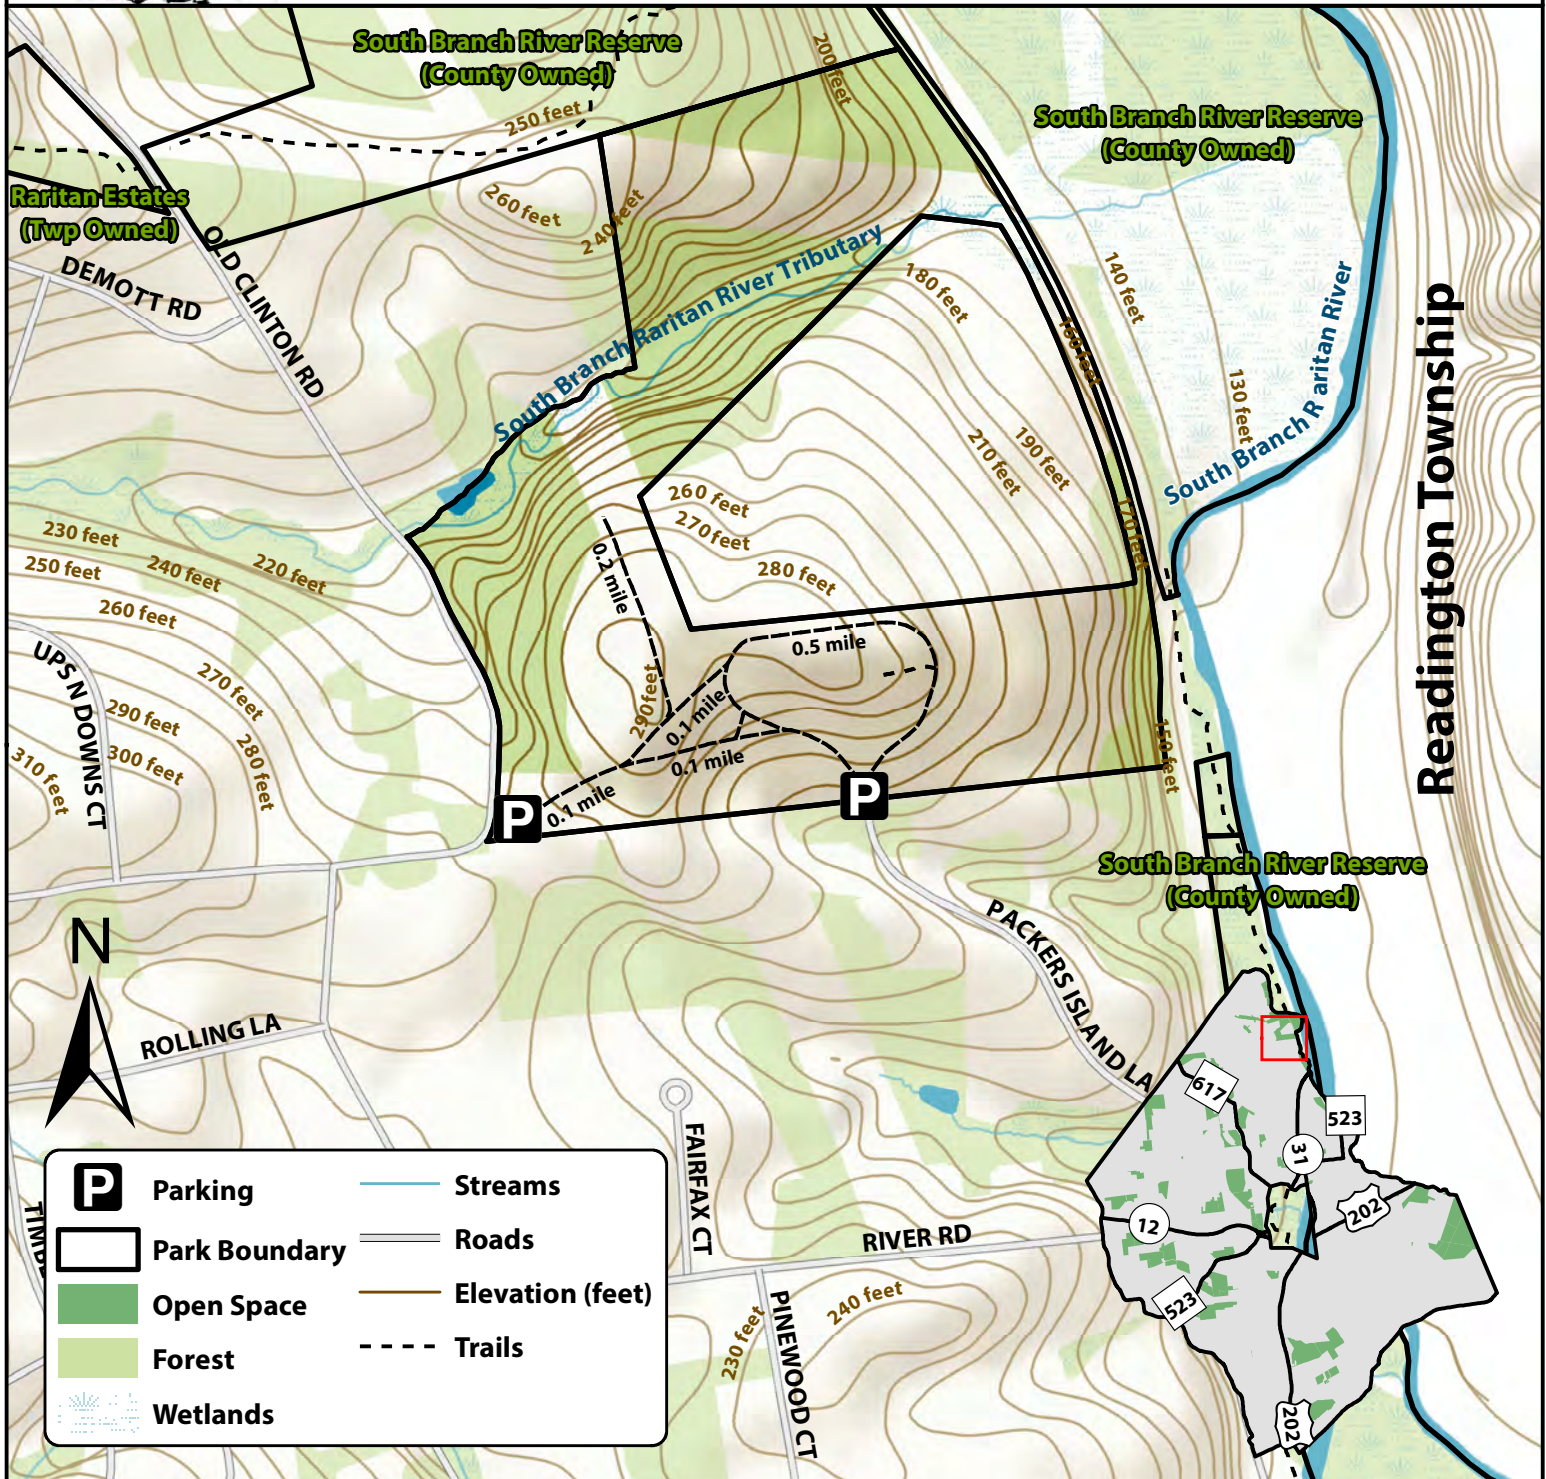 South Branch River Reserve
(County Owned)
200 feet
250 feet
South Branch River Reserve
(County Owned)
Raritan Estates
(Twp Owned)
260 feet
240 feet
OLD CLINTON RD
DEMOTT RD
South Branch Raritan River Tributary
180 feet
140 feet
160 feet
130 feet
South Branch Raritan River
Readington Township
190 feet
210 feet
170 feet
260 feet
270 feet
280 feet
230 feet
250 feet
240 feet
220 feet
260 feet
0.2 mile
0.5 mile
290 feet
0.1 mile
0.1 mile
0.1 mile
150 feet
UPS N DOWNS CT
270 feet
290 feet
280 feet
300 feet
310 feet
P
P
South Branch River Reserve
(County Owned)
PACKERS ISLAND LA
N
ROLLING LA
FAIRFAX CT
RIVER RD
PINEWOOD CT
230 feet
240 feet
617
523
31
12
202
523
202
P
Parking
Park Boundary
Open Space
Forest
Wetlands
Streams
Roads
Elevation (feet)
Trails